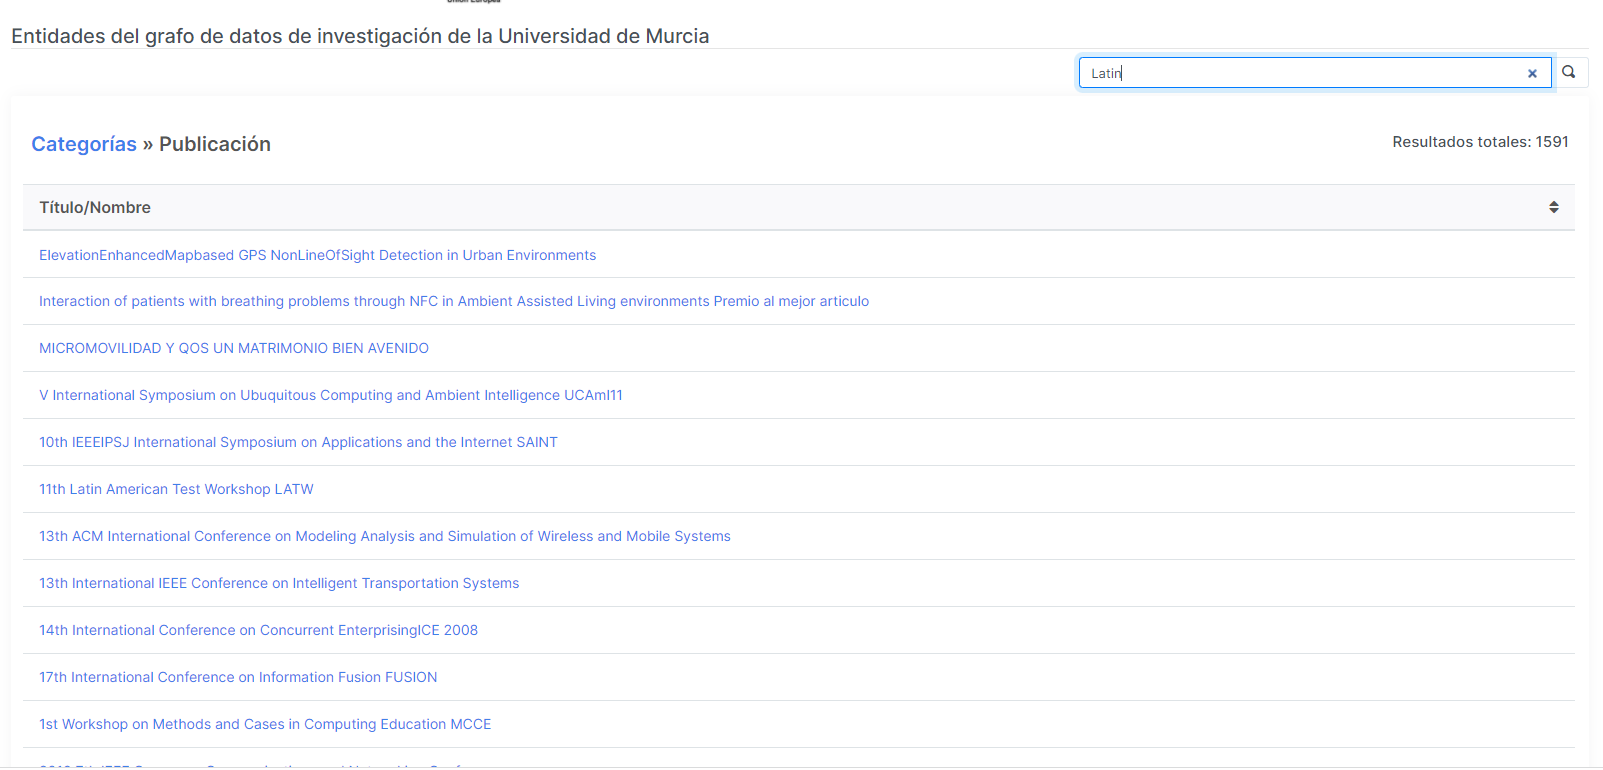 Unión Europea
Entidades del grafo de datos de investigación de la Universidad de Murcia
Latin
Categorías » Publicación
Resultados totales: 1591
Título/Nombre
ElevationEnhancedMapbased GPS NonLineOfSight Detection in Urban Environments
Interaction of patients with breathing problems through NFC in Ambient Assisted Living environments Premio al mejor articulo
MICROMOVILIDAD Y QOS UN MATRIMONIO BIEN AVENIDO
V International Symposium on Ubuquitous Computing and Ambient Intelligence UCAmI11
10th IEEEIPSJ International Symposium on Applications and the Internet SAINT
11th Latin American Test Workshop LATW
13th ACM International Conference on Modeling Analysis and Simulation of Wireless and Mobile Systems
13th International IEEE Conference on Intelligent Transportation Systems
14th International Conference on Concurrent EnterprisingICE 2008
17th International Conference on Information Fusion FUSION
1st Workshop on Methods and Cases in Computing Education MCCE